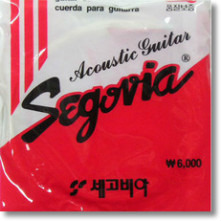 cuerda para guitarra
Acoustic Guitar
Segovia®
₩6,000
세고비아